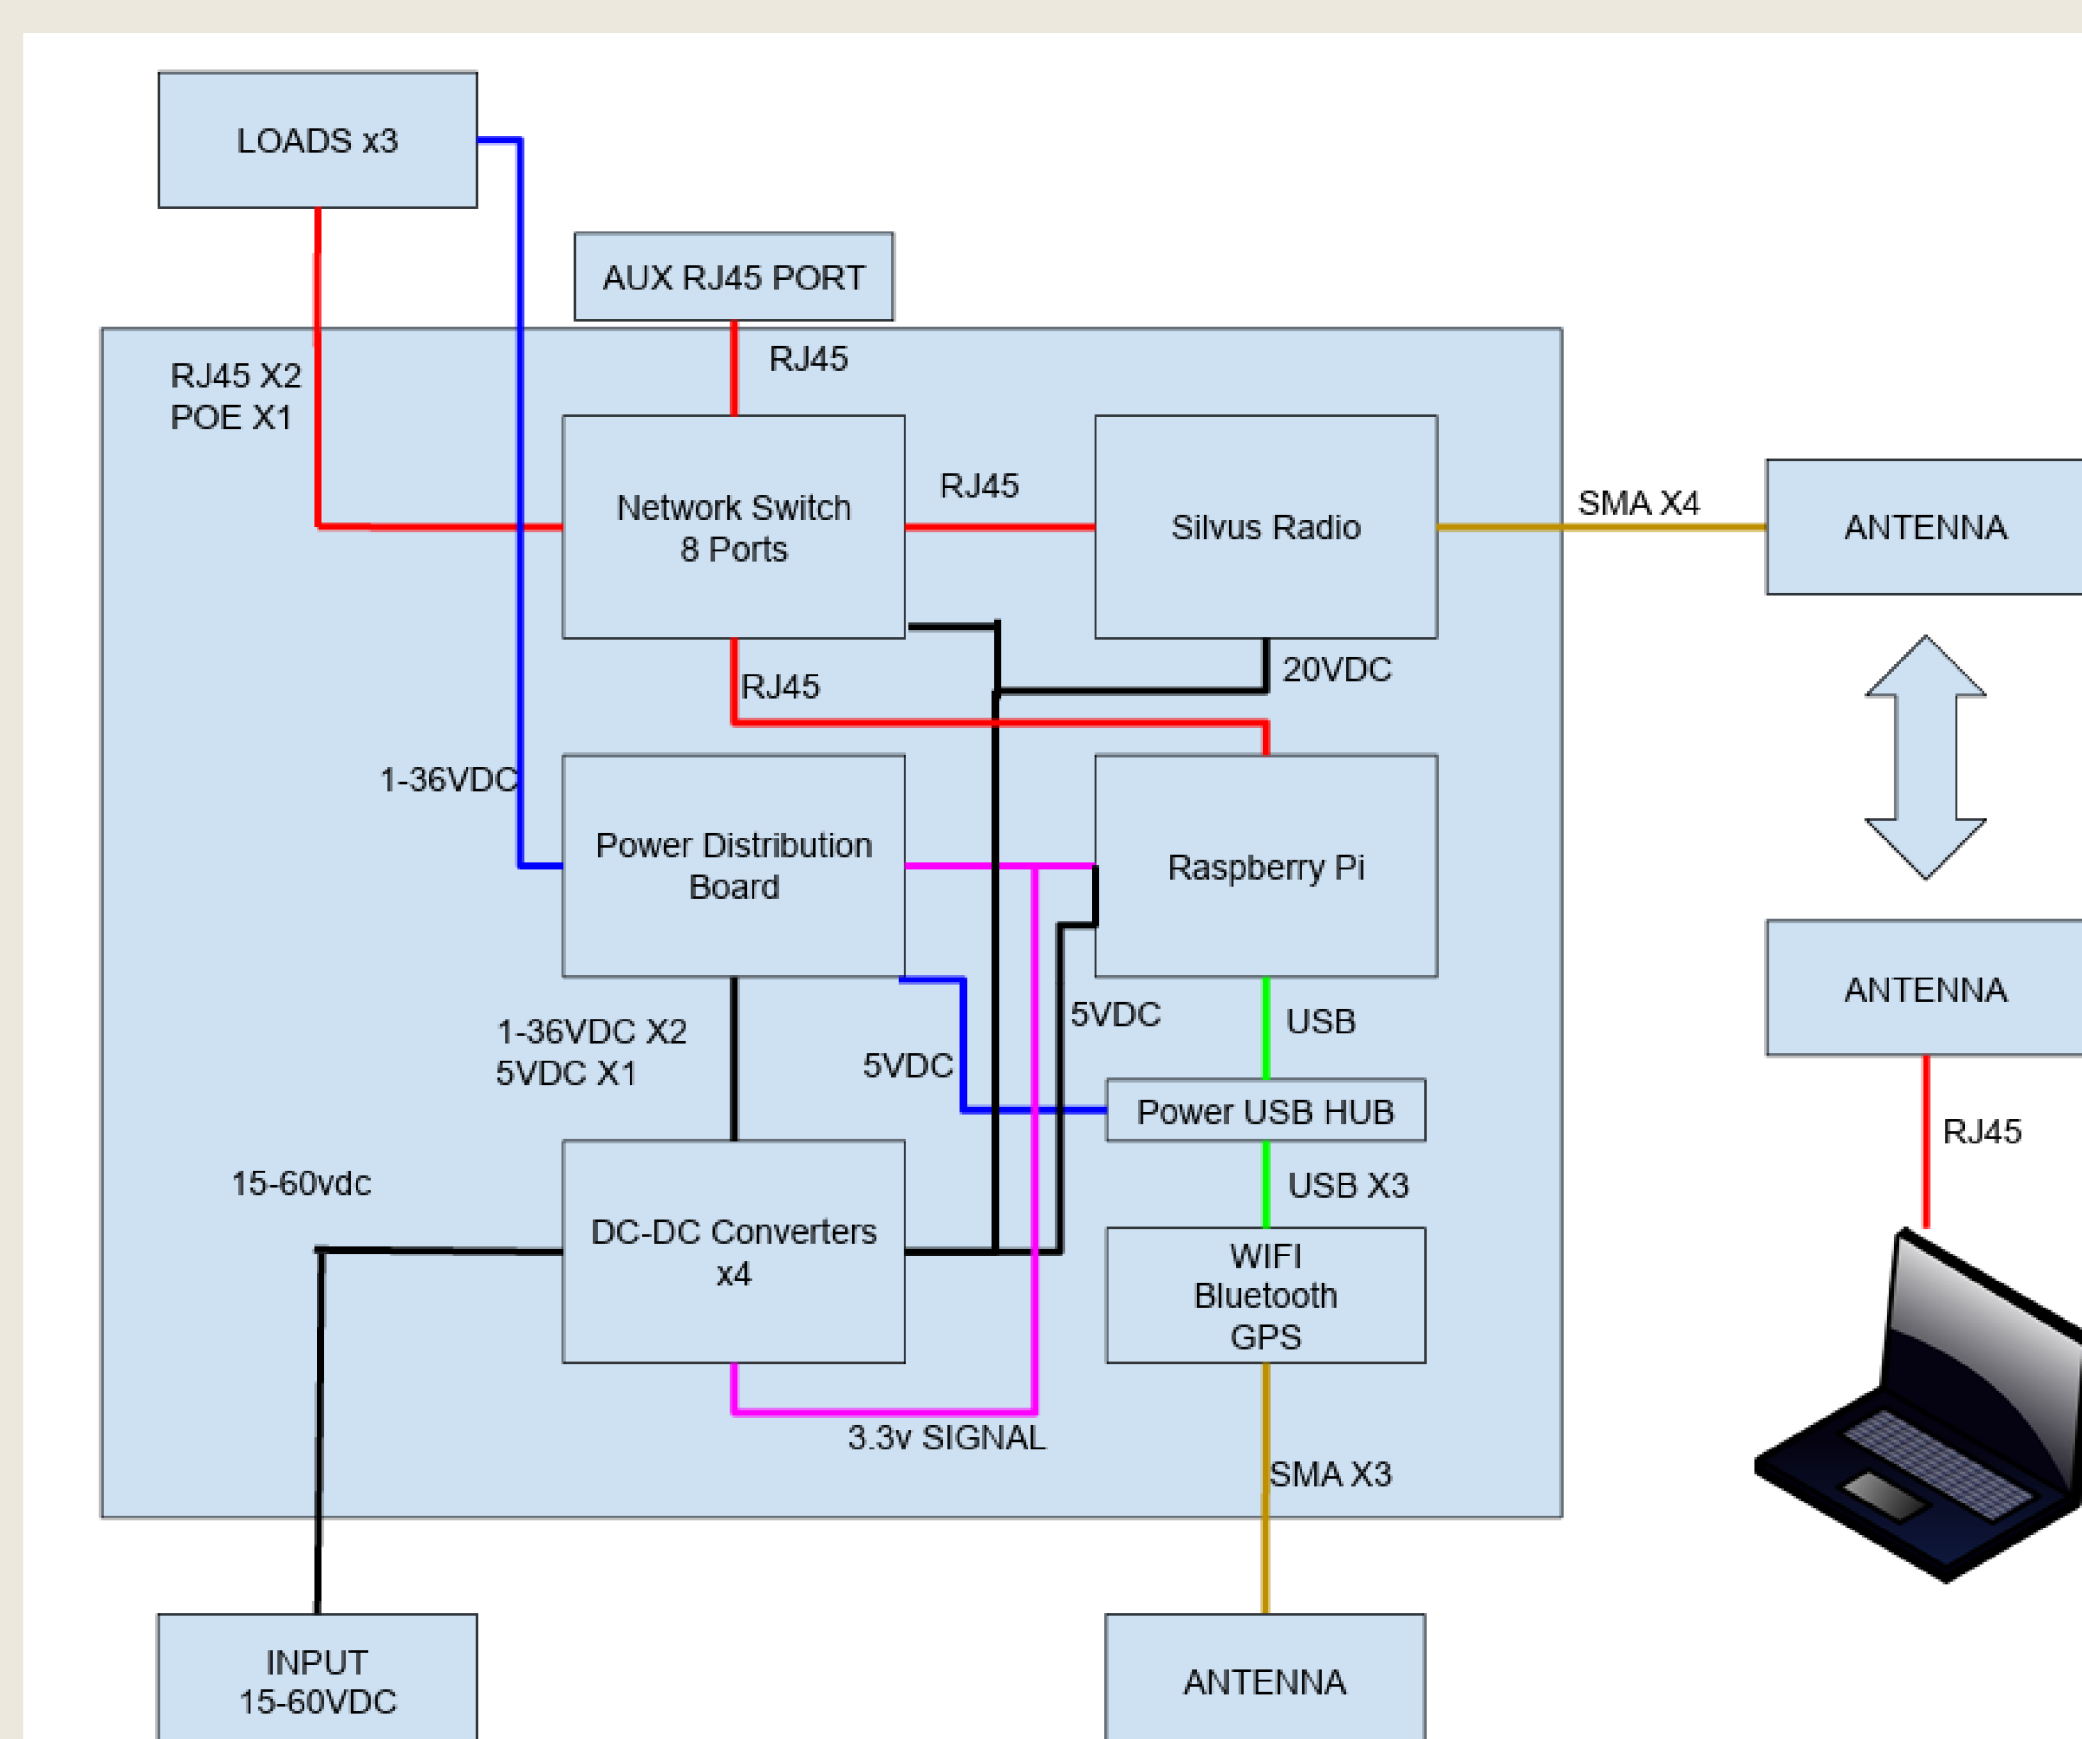 LOADS x3
AUX RJ45 PORT
RJ45
RJ45 X2
POE X1
Network Switch
8 Ports
RJ45
Silvus Radio
SMA X4
ANTENNA
20VDC
RJ45
1-36VDC
Power Distribution
Board
Raspberry Pi
ANTENNA
1-36VDC X2
5VDC X1
5VDC
5VDC
USB
Power USB HUB
RJ45
15-60vdc
USB X3
DC-DC Converters
x4
WIFI
Bluetooth
GPS
3.3v SIGNAL
SMA X3
INPUT
15-60VDC
ANTENNA